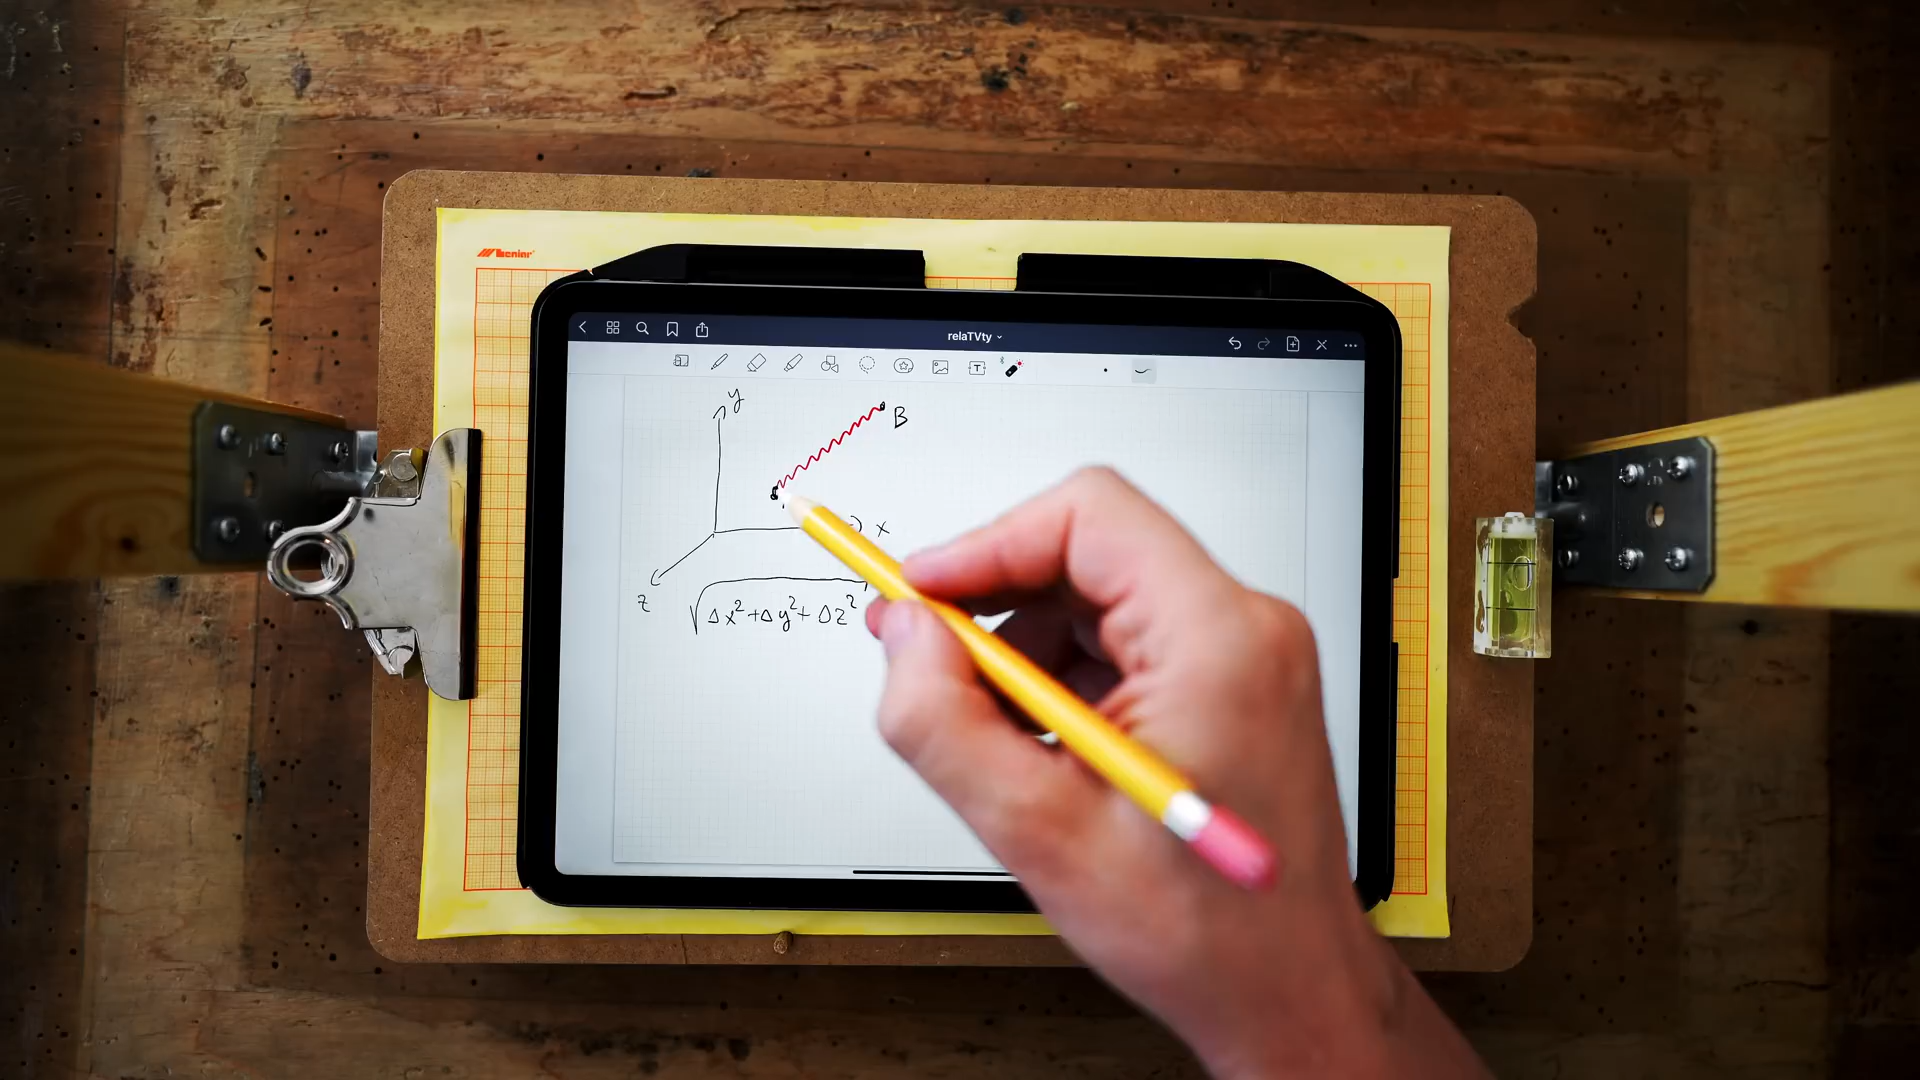 relaTVty
T
y
B
x
z
√Δx²+Δy²+Δz²